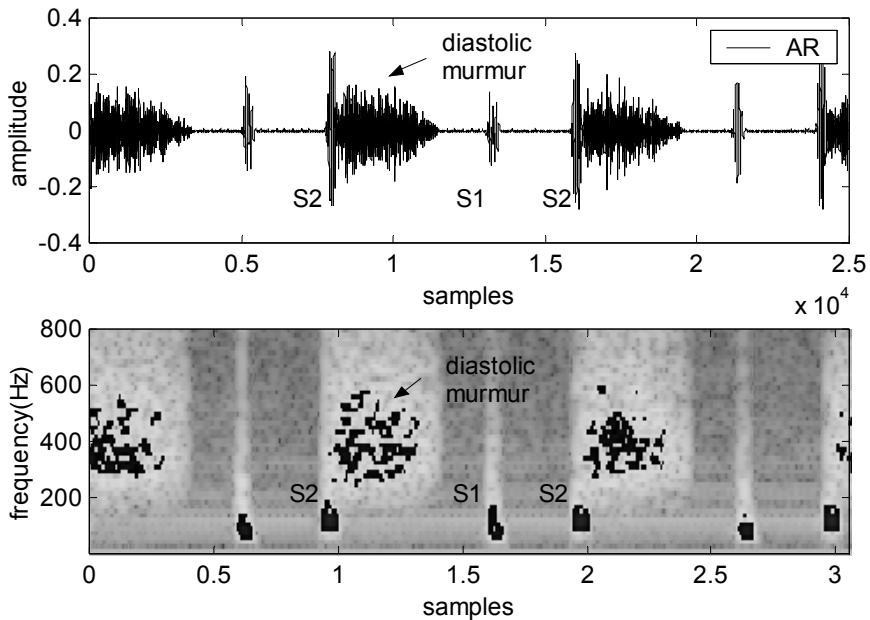 0.4
0.2
0
-0.2
-0.4
amplitude
diastolic
murmur
AR
S2
S1
S2
0
0.5
1
1.5
2
2.5
samples
x 10^4
800
600
400
200
frequency(Hz)
diastolic
murmur
S2
S1
S2
0
0.5
1
1.5
2
2.5
3
samples